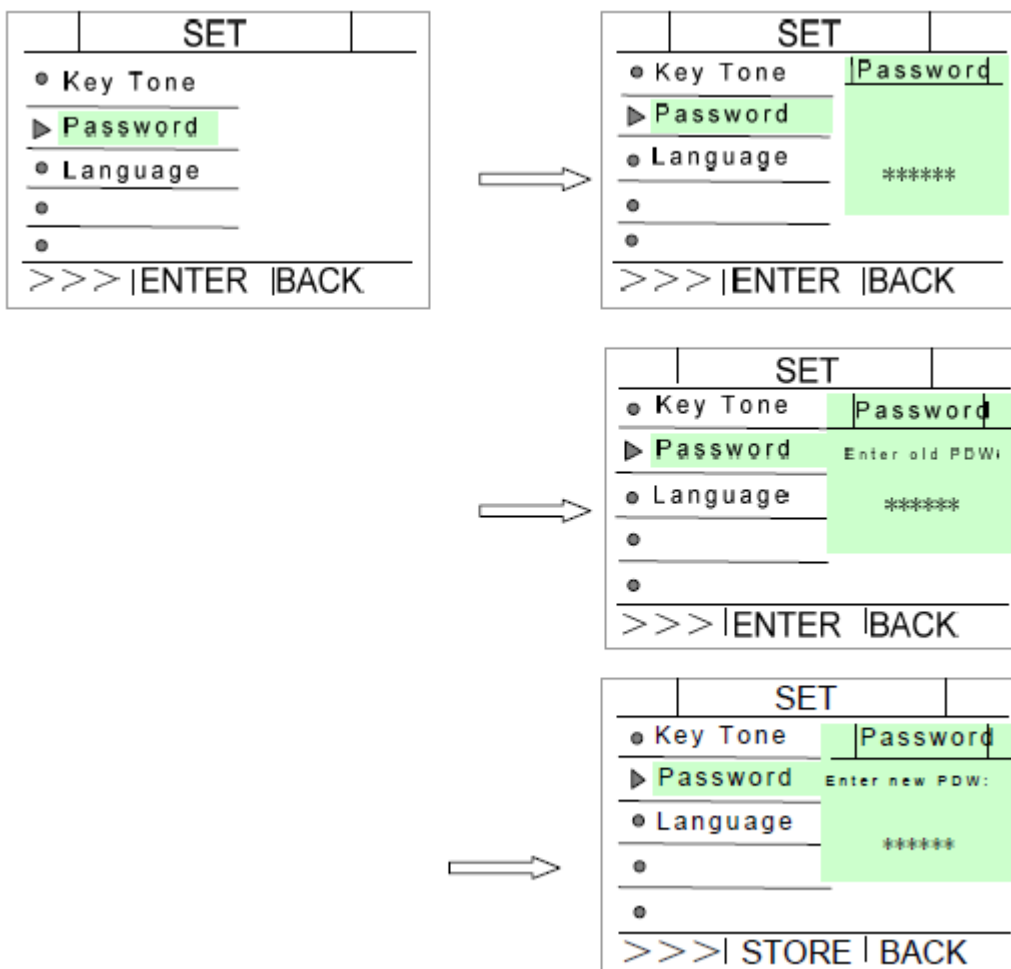 SET
Key Tone
Password
Language
>>> ENTER BACK
SET
Key Tone Password
Password
Language ******
>>> ENTER BACK
SET
Key Tone Password
Password Enter old PDW:
Language ******
>>> ENTER BACK
SET
Key Tone Password
Password Enter new PDW:
Language ******
>>> STORE BACK